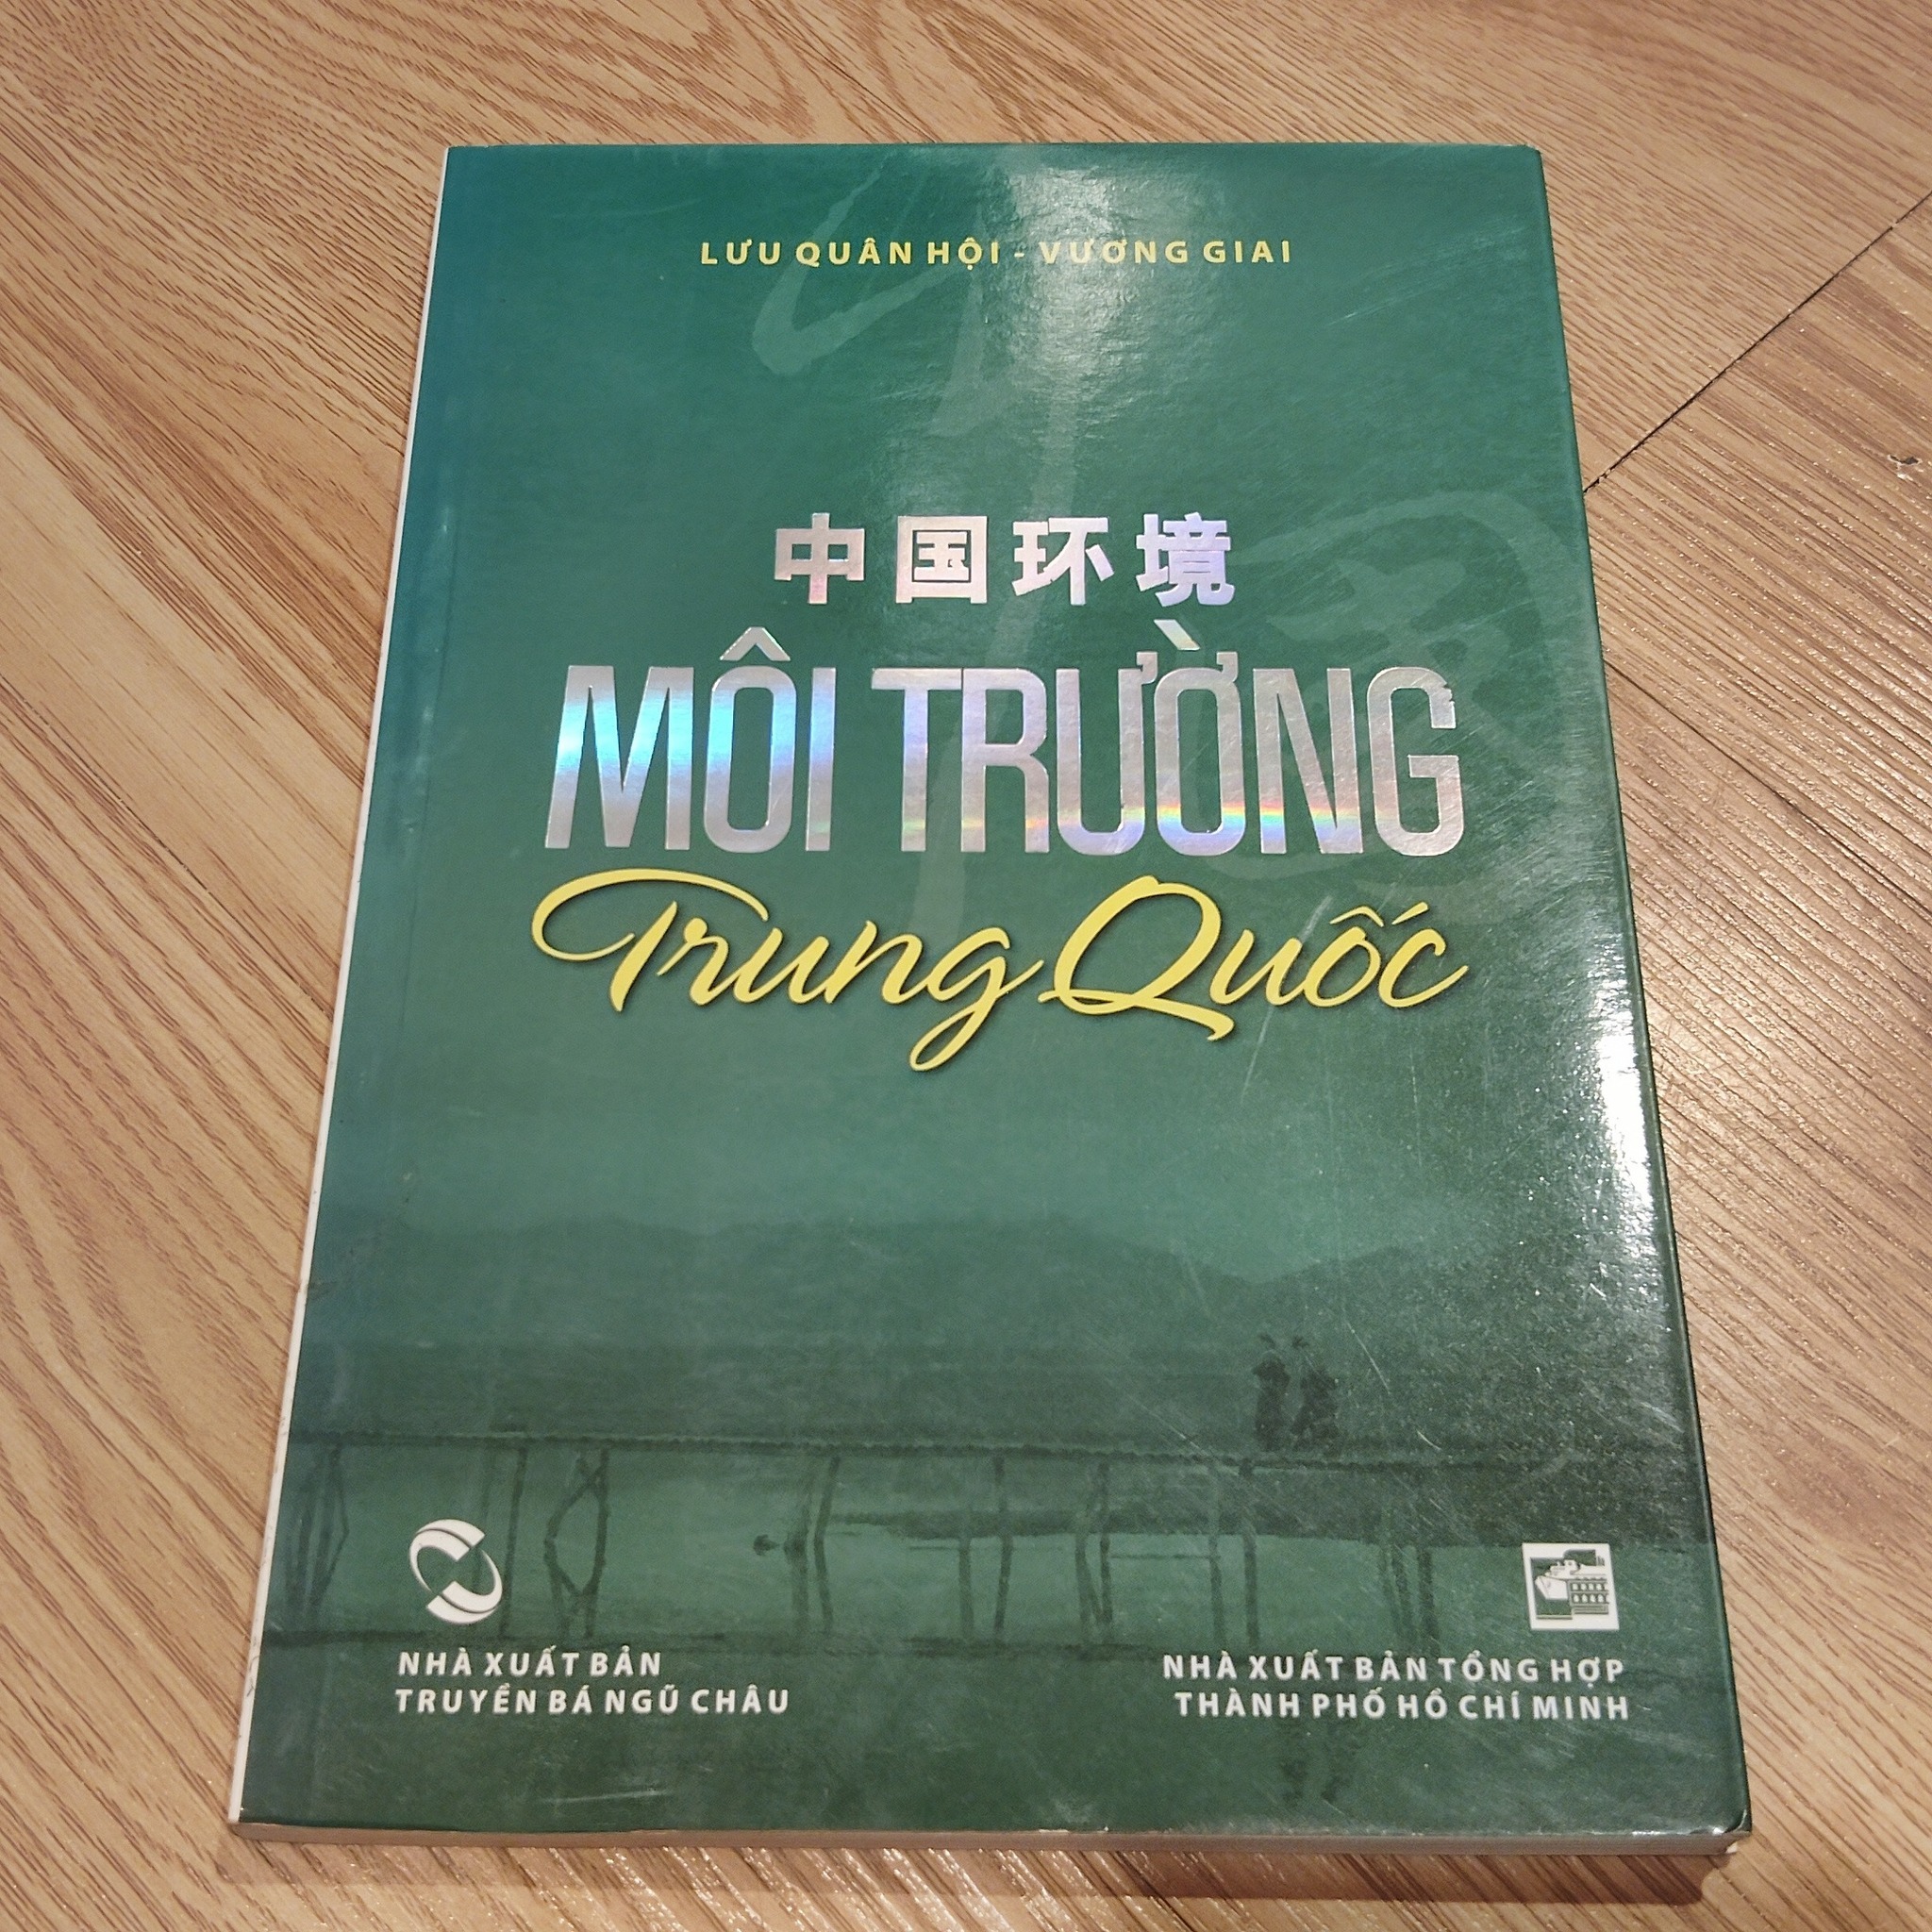 LƯU QUÂN HỘI - VƯƠNG GIAI
中国环境
MÔI TRƯỜNG
Trung Quốc
NHÀ XUẤT BẢN
TRUYỀN BÁ NGŨ CHÂU
NHÀ XUẤT BẢN TỔNG HỢP
THÀNH PHỐ HỒ CHÍ MINH